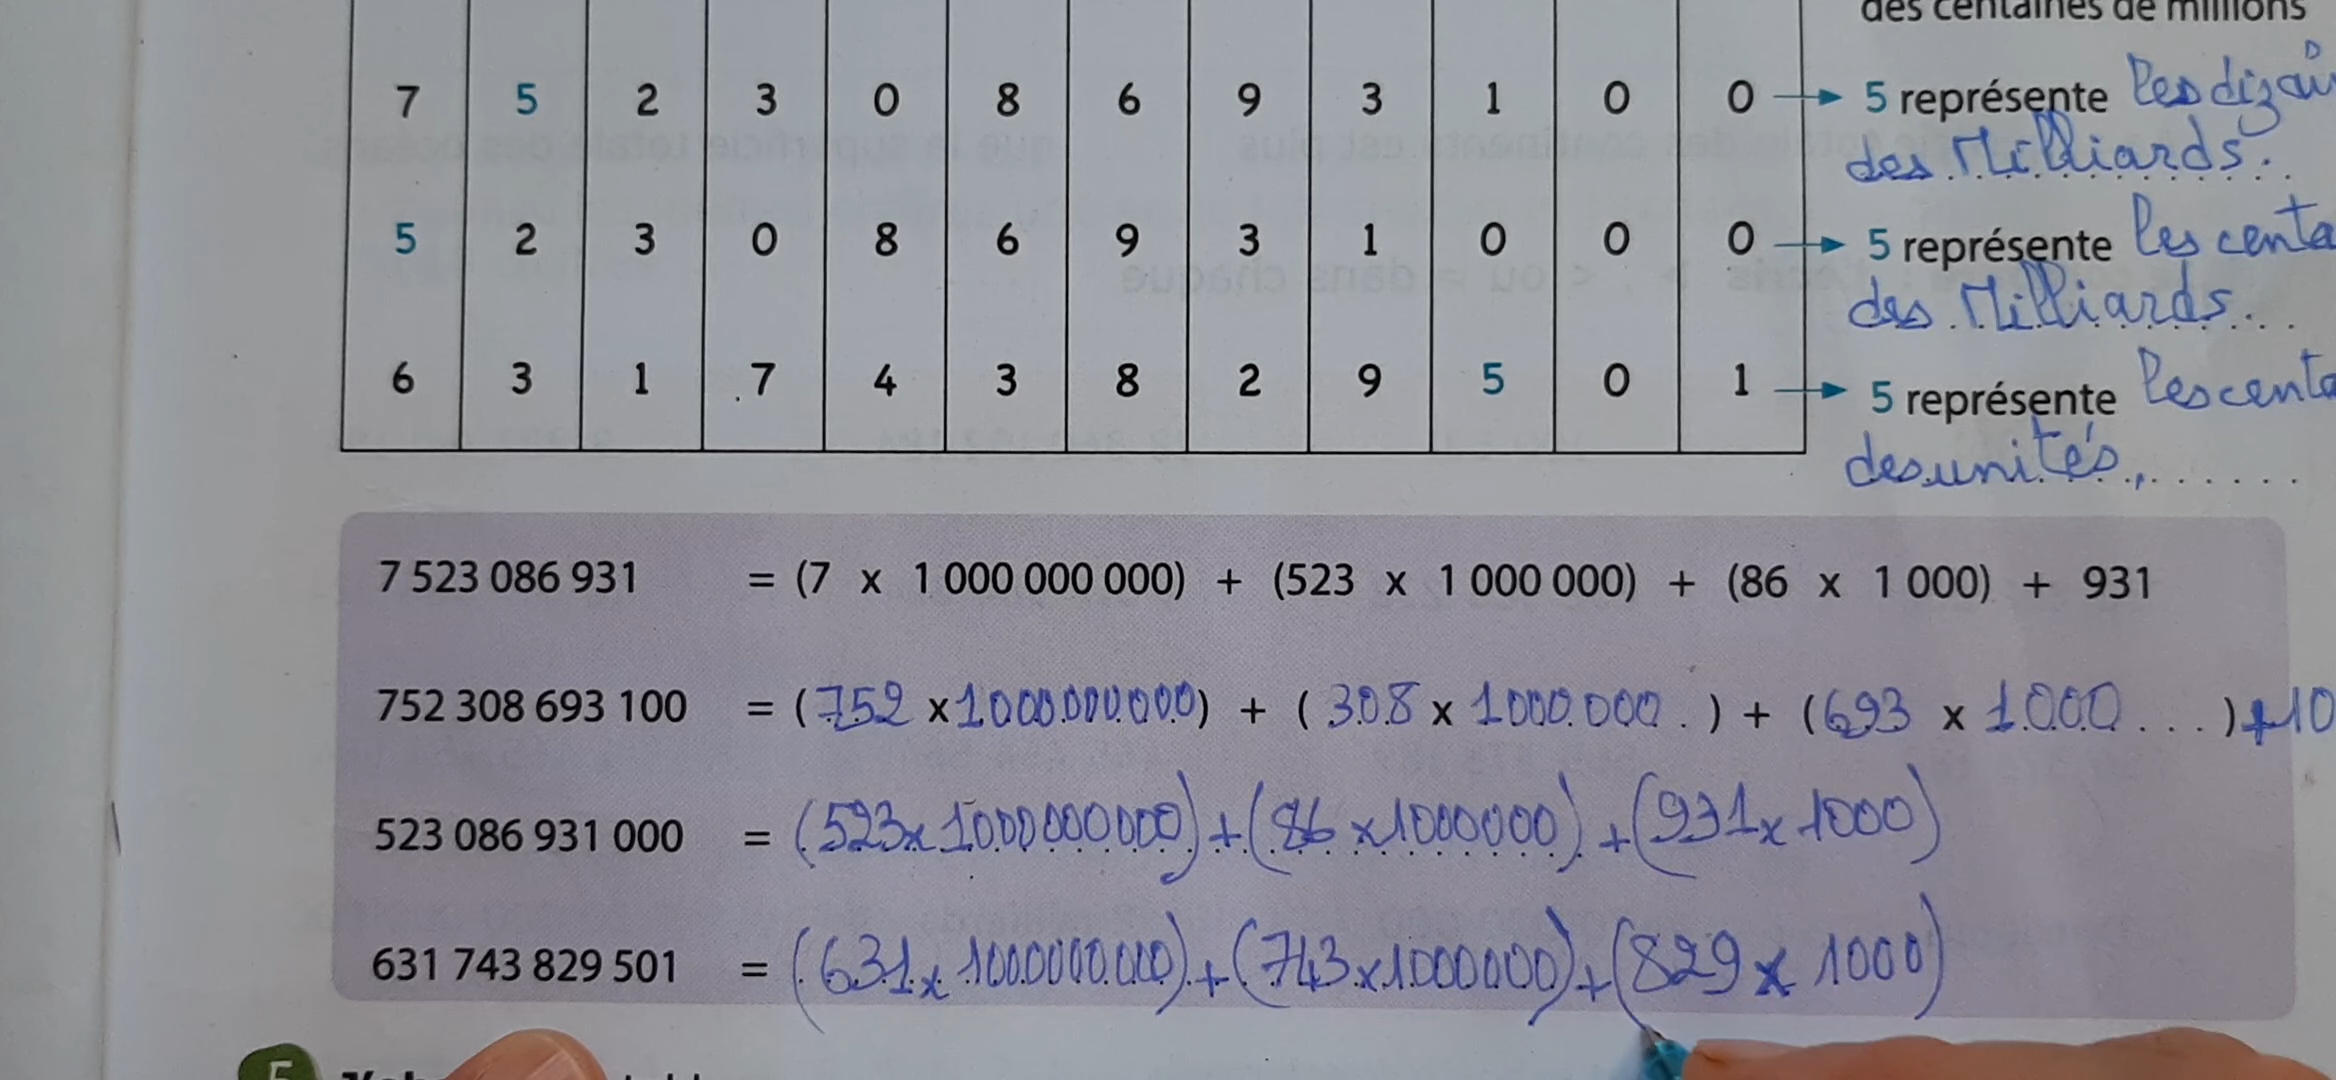 des centaines de millions
7 5 2 3 0 8 6 9 3 1 0 0 → 5 représente les dizai
des Milliards.
5 2 3 0 8 6 9 3 1 0 0 0 → 5 représente les centa
des Milliards...
6 3 1 7 4 3 8 2 9 5 0 1 → 5 représente les centa
des unités,......
7 523 086 931 = (7 x 1 000 000 000) + (523 x 1 000 000) + (86 x 1 000) + 931
752 308 693 100 = (752 x 1000000000) + (308 x 1000000.) + (693 x 1000...) + 10
523 086 931 000 = (523 x 1000000000) + (86 x 1000000) + (931 x 1000)
631 743 829 501 = (631 x 1000000000) + (743 x 1000000) + (829 x 1000)
5